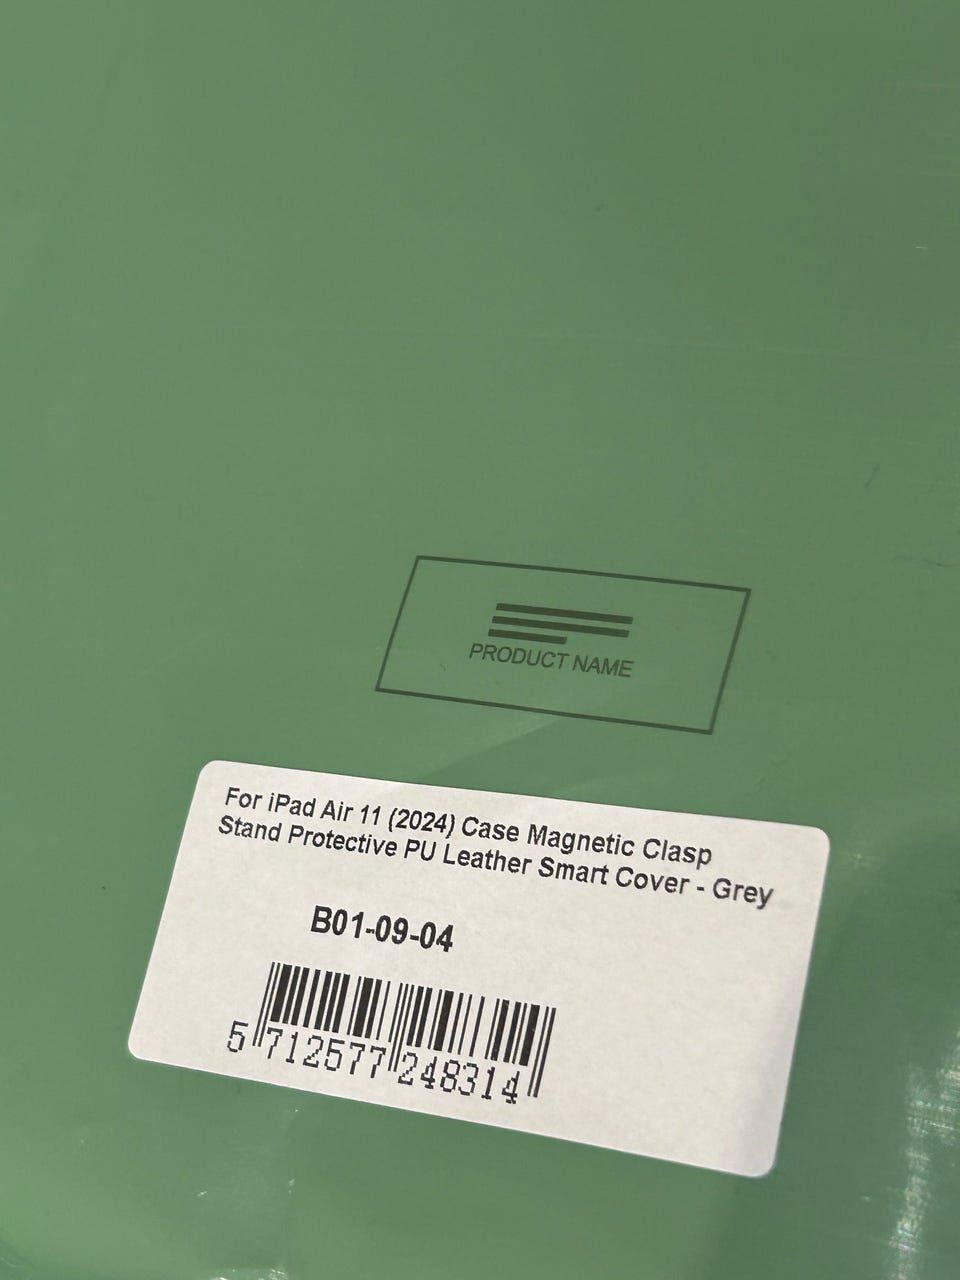 PRODUCT NAME
For iPad Air 11 (2024) Case Magnetic Clasp
Stand Protective PU Leather Smart Cover - Grey
B01-09-04
5 712577 248314